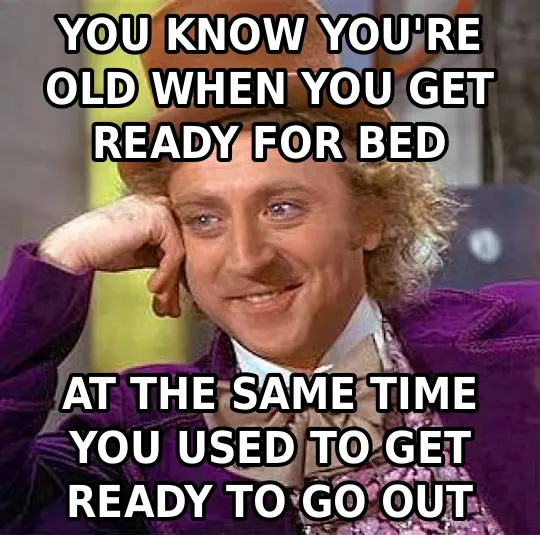 YOU KNOW YOU'RE
OLD WHEN YOU GET
READY FOR BED
AT THE SAME TIME
YOU USED TO GET
READY TO GO OUT